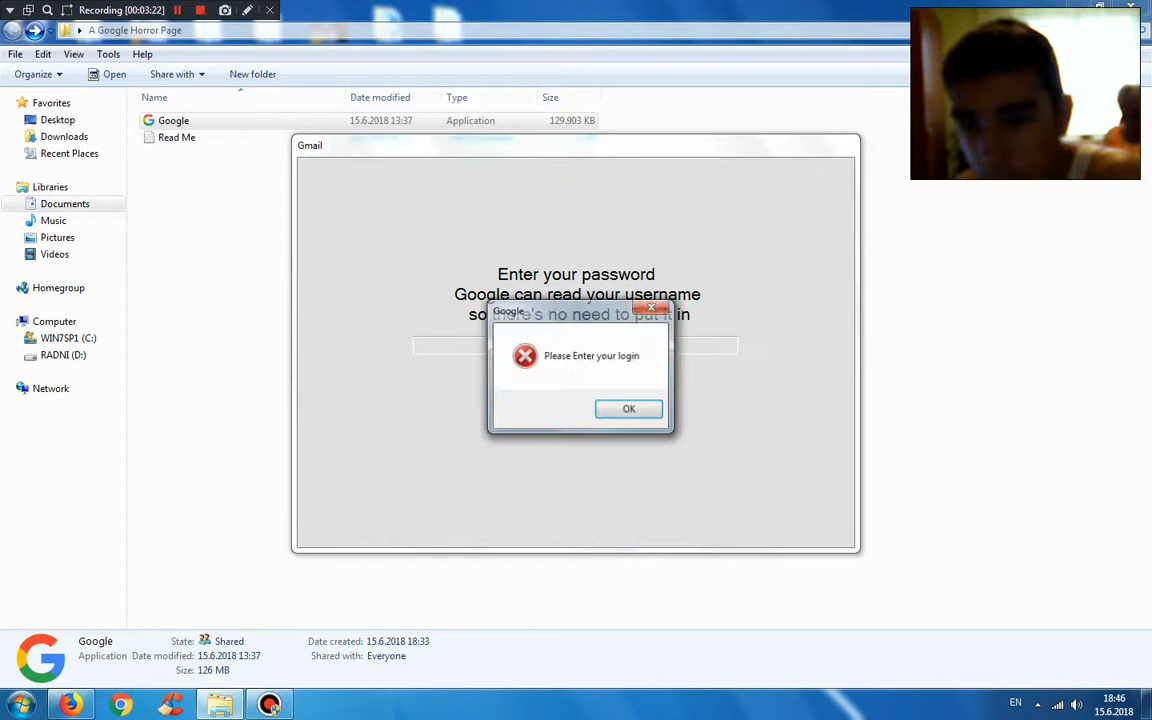 Recording [00:03:22]
A Google Horror Page
File Edit View Tools Help
Organize Open Share with New folder
Name Date modified Type Size
Google 15.6.2018 13:37 Application 129.903 KB
Read Me
Favorites
Desktop
Downloads
Recent Places
Libraries
Documents
Music
Pictures
Videos
Homegroup
Computer
WIN7SP1 (C:)
RADNI (D:)
Network
Gmail
Enter your password
Google can read your username
so there's no need to put it in
Google
Please Enter your login
OK
Google State: Shared Date created: 15.6.2018 18:33
Application Date modified: 15.6.2018 13:37 Shared with: Everyone
Size: 126 MB
EN 18:46
15.6.2018